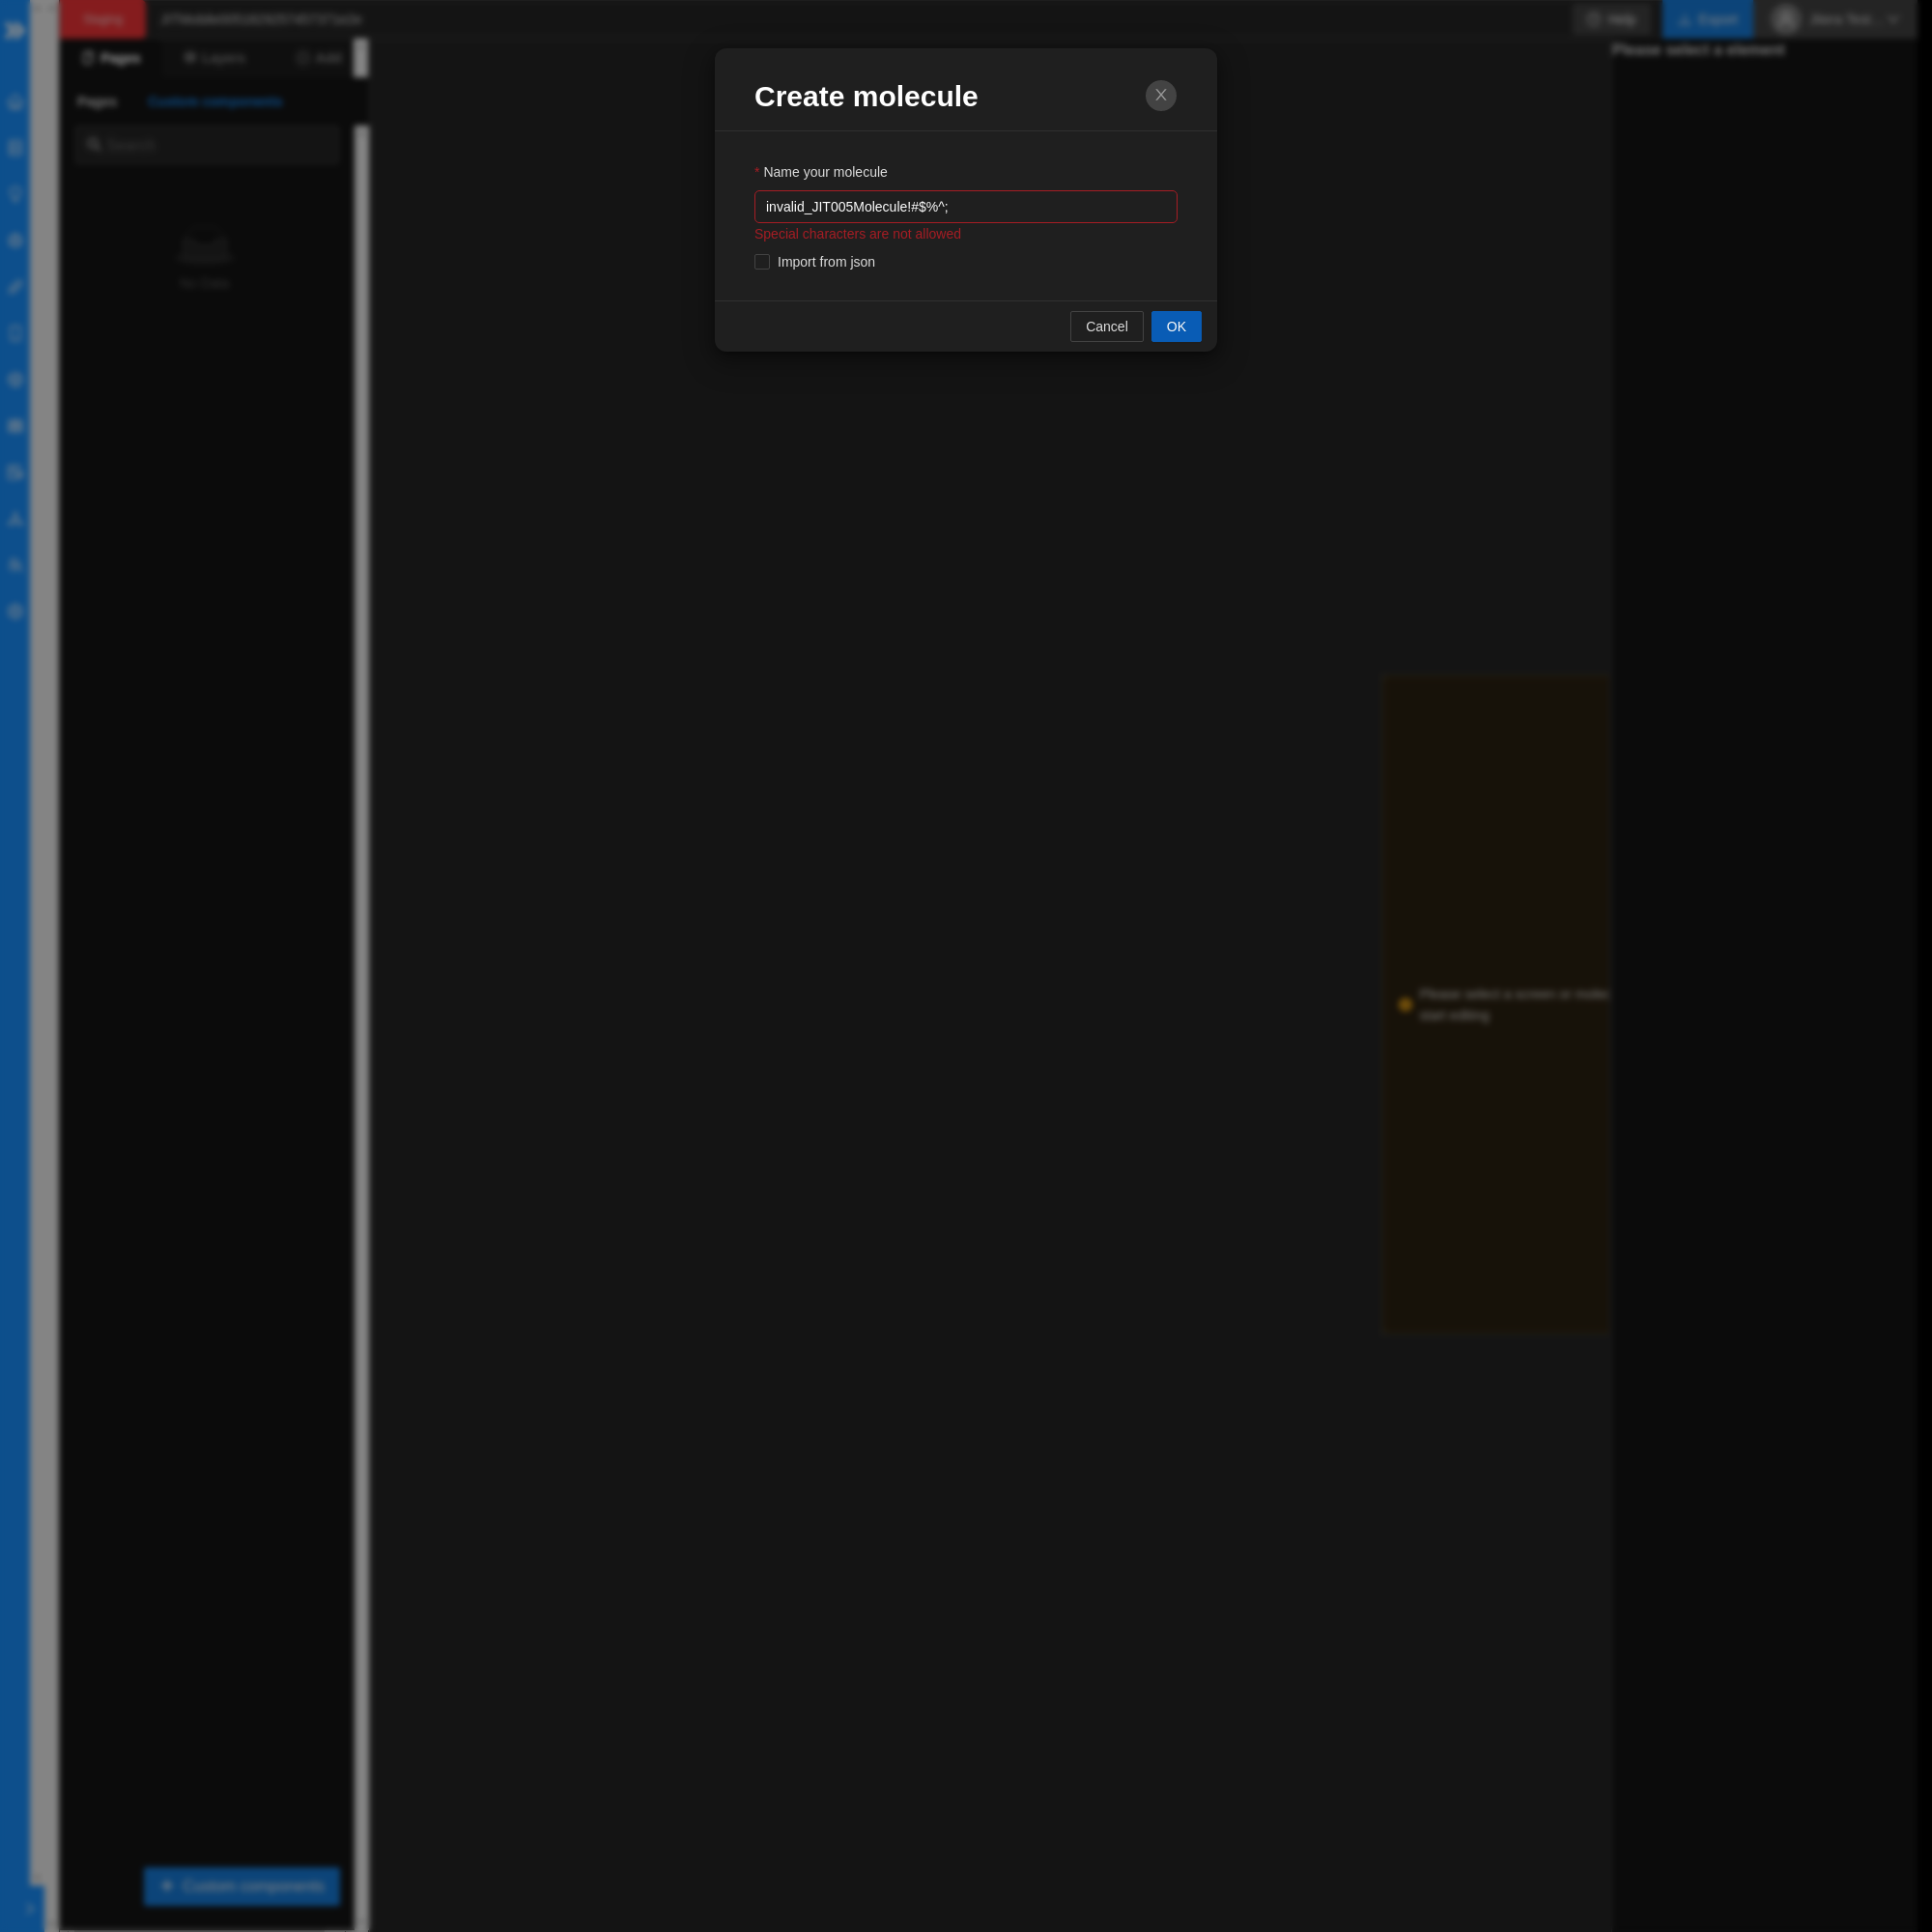 Help
Export
Pages
Layers
Add
Please select a element
Create molecule
Pages
Custom components
Search
* Name your molecule
invalid_JIT005Molecule!#$%^;
Special characters are not allowed
Import from json
No Data
Cancel
OK
Please select a screen or
start editing
Custom components